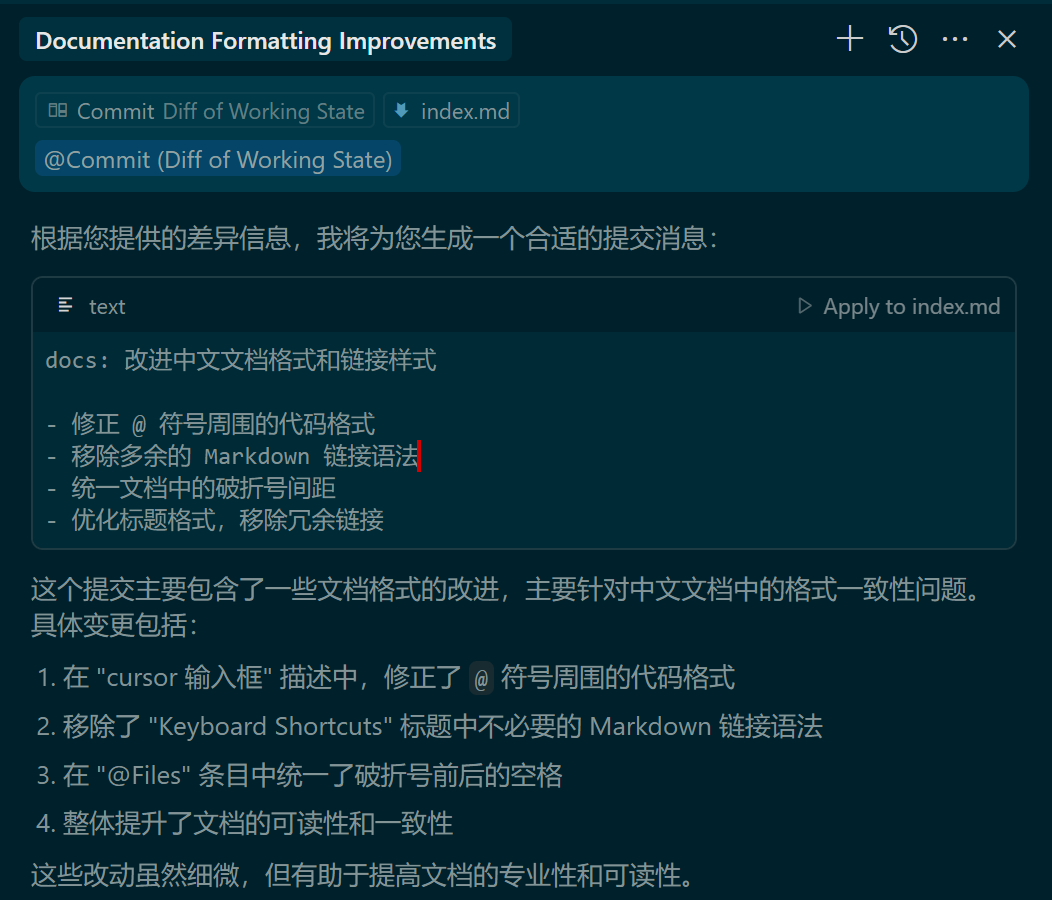 Documentation Formatting Improvements
Commit Diff of Working State index.md
@Commit (Diff of Working State)
根据您提供的差异信息，我将为您生成一个合适的提交消息：
text Apply to index.md
docs: 改进中文文档格式和链接样式
- 修正 @ 符号周围的代码格式
- 移除多余的 Markdown 链接语法
- 统一文档中的破折号间距
- 优化标题格式，移除冗余链接
这个提交主要包含了一些文档格式的改进，主要针对中文文档中的格式一致性问题。
具体变更包括：
1. 在 "cursor 输入框" 描述中，修正了 @ 符号周围的代码格式
2. 移除了 "Keyboard Shortcuts" 标题中不必要的 Markdown 链接语法
3. 在 "@Files" 条目中统一了破折号前后的空格
4. 整体提升了文档的可读性和一致性
这些改动虽然细微，但有助于提高文档的专业性和可读性。